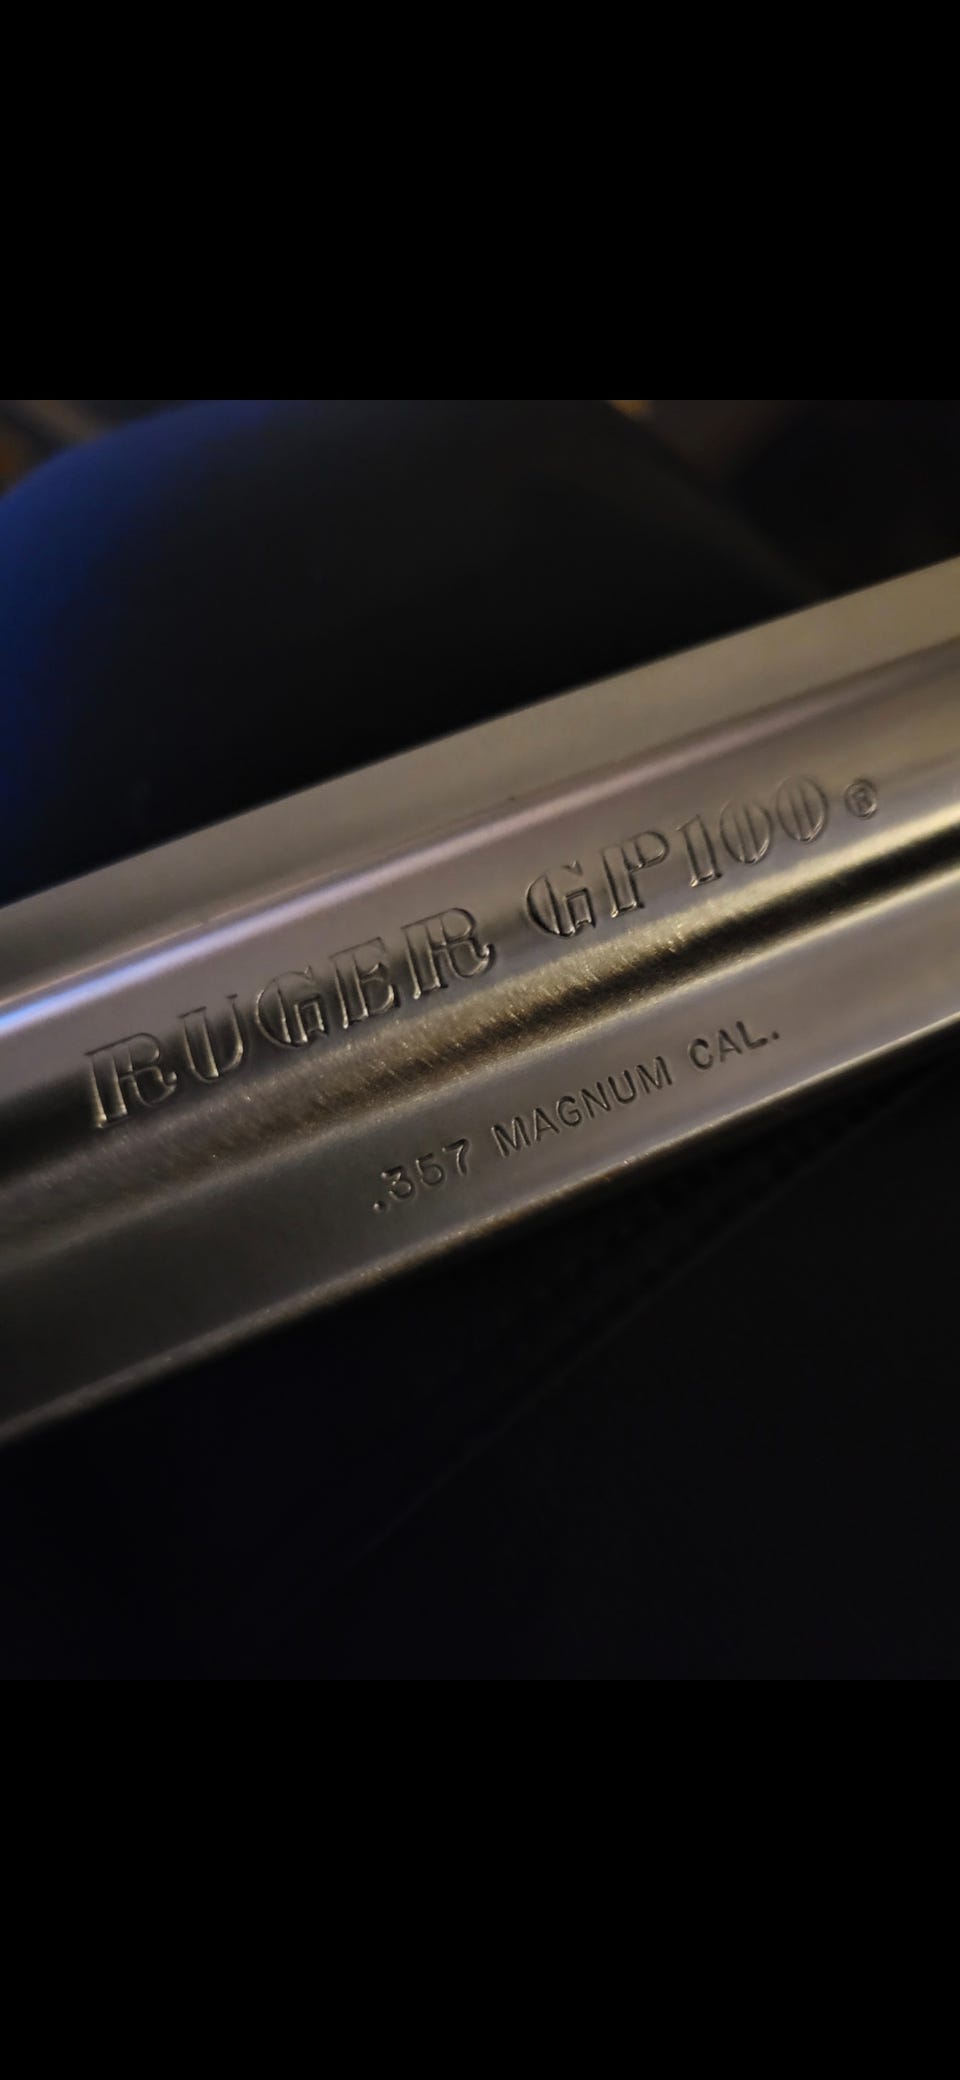 RUGER GP100®
.357 MAGNUM CAL.